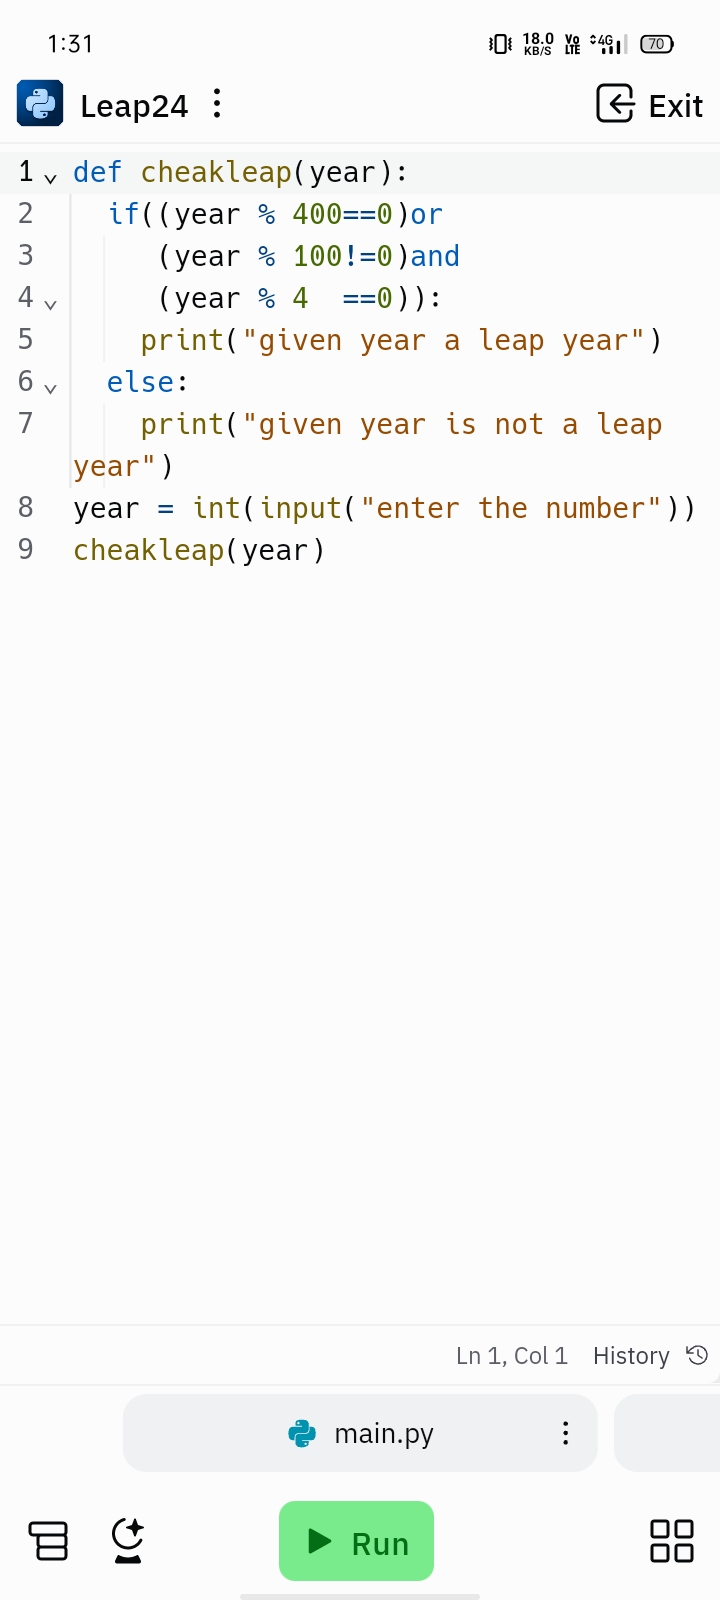 1:31 18.0 KB/S Vo LTE 4G 70
Leap24 Exit
1 def cheakleap(year):
2   if((year % 400==0)or
3      (year % 100!=0)and
4      (year % 4  ==0)):
5     print("given year a leap year")
6   else:
7     print("given year is not a leap
year")
8 year = int(input("enter the number"))
9 cheakleap(year)
Ln 1, Col 1 History
main.py
Run